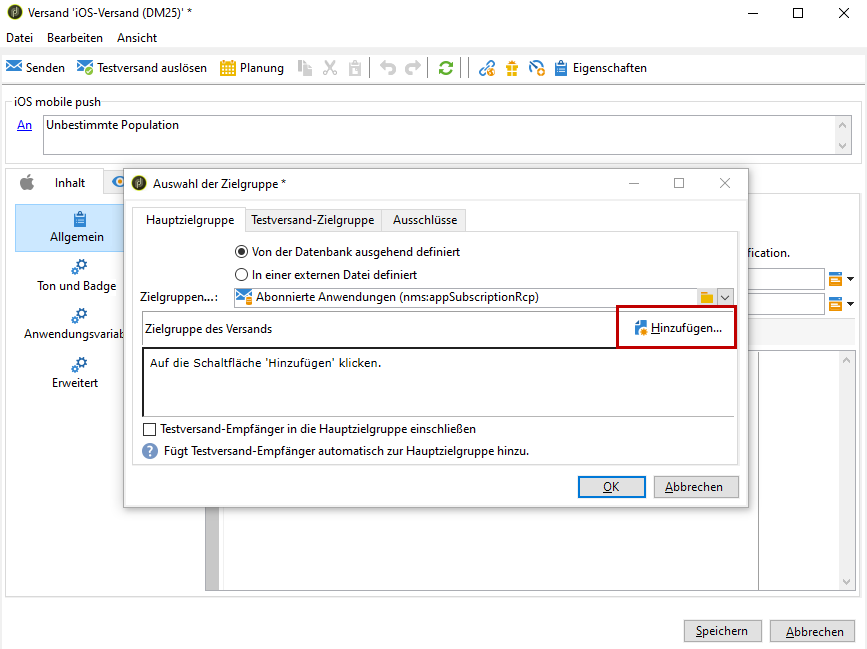 Versand 'iOS-Versand (DM25)' *
Datei Bearbeiten Ansicht
Senden Testversand auslösen Planung Eigenschaften
iOS mobile push
An Unbestimmte Population
Inhalt
Auswahl der Zielgruppe *
Hauptzielgruppe Testversand-Zielgruppe Ausschlüsse
Allgemein
Von der Datenbank ausgehend definiert
fication.
In einer externen Datei definiert
Ton und Badge
Zielgruppen...: Abonnierte Anwendungen (nms:appSubscriptionRcp)
Zielgruppe des Versands Hinzufügen...
Anwendungsvariab
Auf die Schaltfläche 'Hinzufügen' klicken.
Erweitert
Testversand-Empfänger in die Hauptzielgruppe einschließen
? Fügt Testversand-Empfänger automatisch zur Hauptzielgruppe hinzu.
OK Abbrechen
Speichern Abbrechen